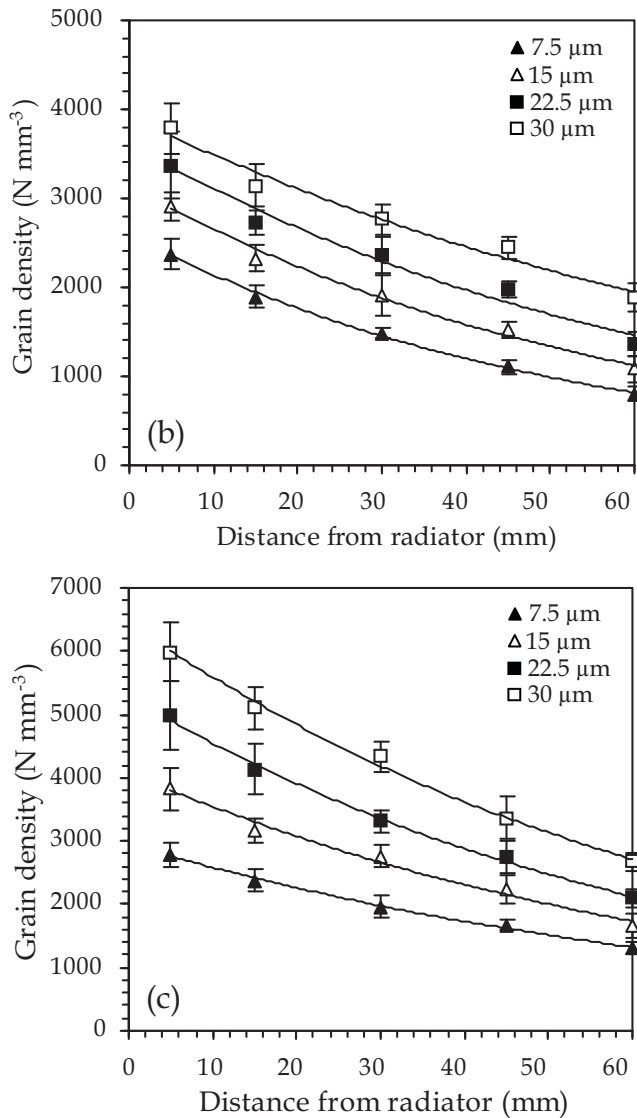 5000
4000
3000
2000
1000
0
Grain density (N mm⁻³)
▲ 7.5 µm
△ 15 µm
■ 22.5 µm
□ 30 µm
(b)
0 10 20 30 40 50 60
Distance from radiator (mm)
7000
6000
5000
4000
3000
2000
1000
0
Grain density (N mm⁻³)
▲ 7.5 µm
△ 15 µm
■ 22.5 µm
□ 30 µm
(c)
0 10 20 30 40 50 60
Distance from radiator (mm)